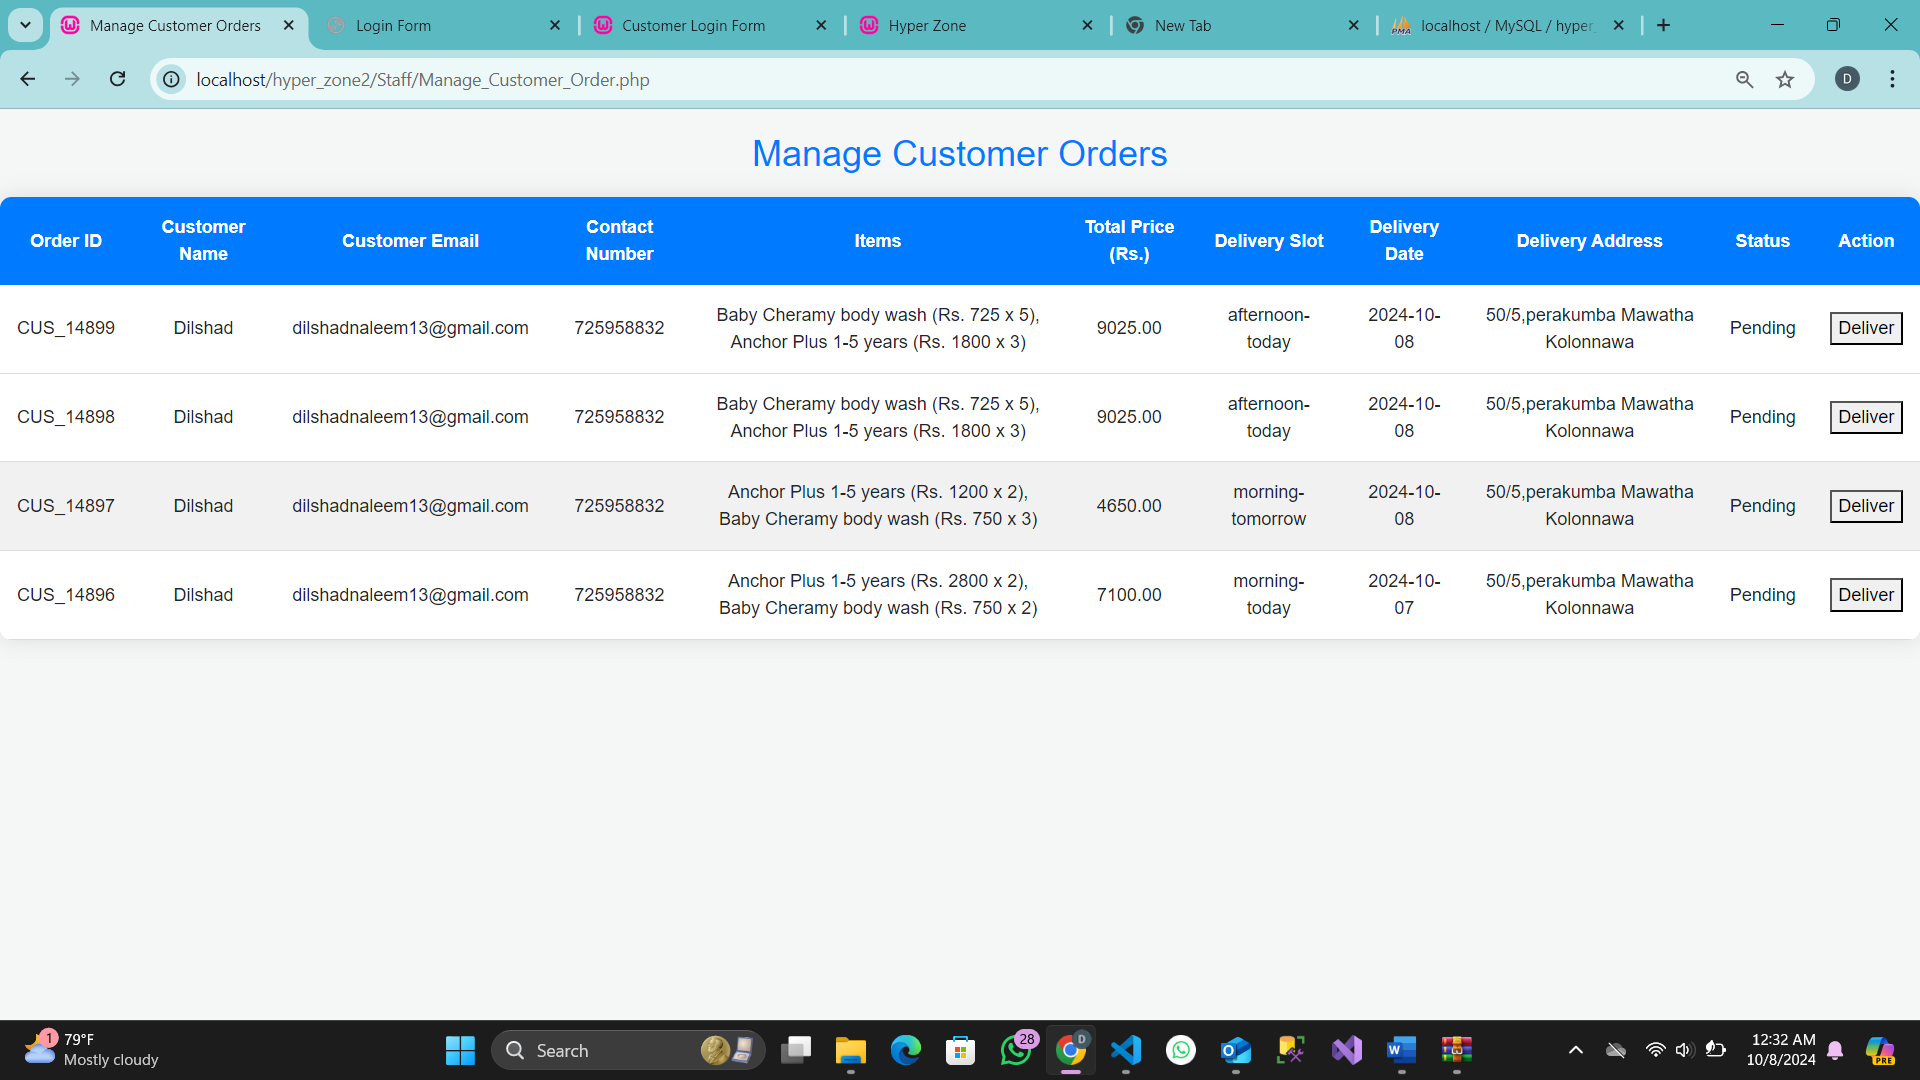 Manage Customer Orders
Login Form
Customer Login Form
Hyper Zone
New Tab
localhost / MySQL / hyper_
localhost/hyper_zone2/Staff/Manage_Customer_Order.php
D
Manage Customer Orders
Order ID
Customer
Name
Customer Email
Contact
Number
Items
Total Price
(Rs.)
Delivery Slot
Delivery
Date
Delivery Address
Status
Action
CUS_14899
Dilshad
dilshadnaleem13@gmail.com
725958832
Baby Cheramy body wash (Rs. 725 x 5),
Anchor Plus 1-5 years (Rs. 1800 x 3)
9025.00
afternoon-
today
2024-10-
08
50/5,perakumba Mawatha
Kolonnawa
Pending
Deliver
CUS_14898
Dilshad
dilshadnaleem13@gmail.com
725958832
Baby Cheramy body wash (Rs. 725 x 5),
Anchor Plus 1-5 years (Rs. 1800 x 3)
9025.00
afternoon-
today
2024-10-
08
50/5,perakumba Mawatha
Kolonnawa
Pending
Deliver
CUS_14897
Dilshad
dilshadnaleem13@gmail.com
725958832
Anchor Plus 1-5 years (Rs. 1200 x 2),
Baby Cheramy body wash (Rs. 750 x 3)
4650.00
morning-
tomorrow
2024-10-
08
50/5,perakumba Mawatha
Kolonnawa
Pending
Deliver
CUS_14896
Dilshad
dilshadnaleem13@gmail.com
725958832
Anchor Plus 1-5 years (Rs. 2800 x 2),
Baby Cheramy body wash (Rs. 750 x 2)
7100.00
morning-
today
2024-10-
07
50/5,perakumba Mawatha
Kolonnawa
Pending
Deliver
1
79°F
Mostly cloudy
Search
28
D
12:32 AM
10/8/2024
PRE